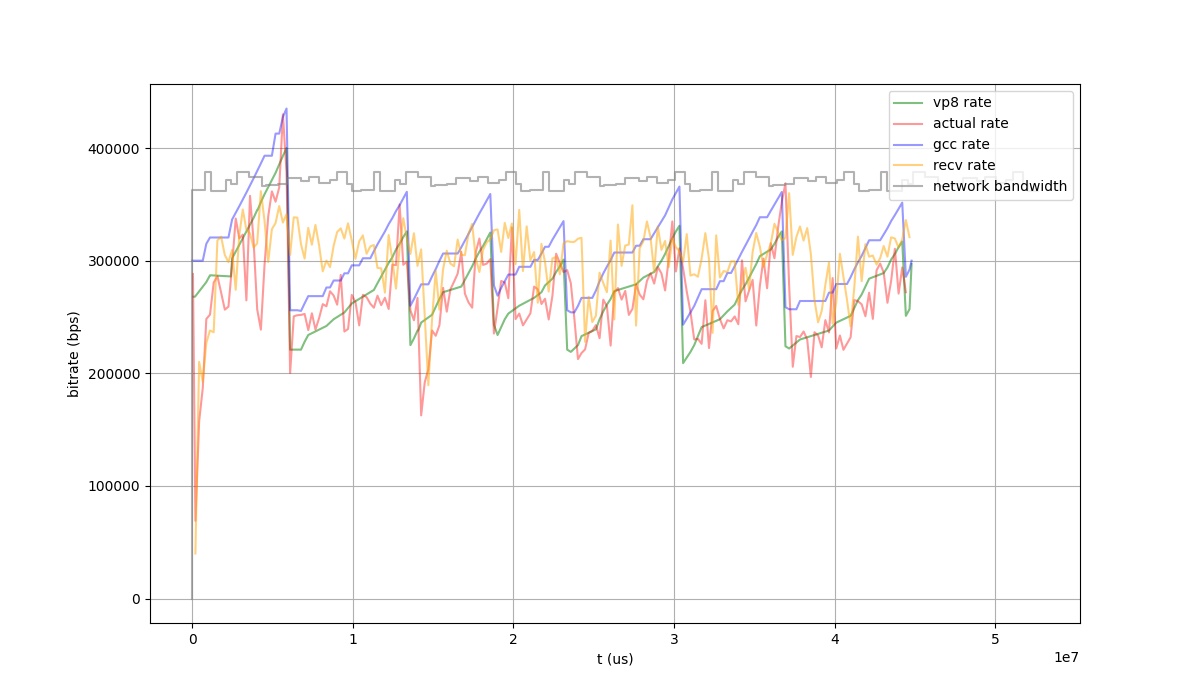 vp8 rate
actual rate
gcc rate
recv rate
network bandwidth
bitrate (bps)
400000
300000
200000
100000
0
0 1 2 3 4 5
1e7
t (us)